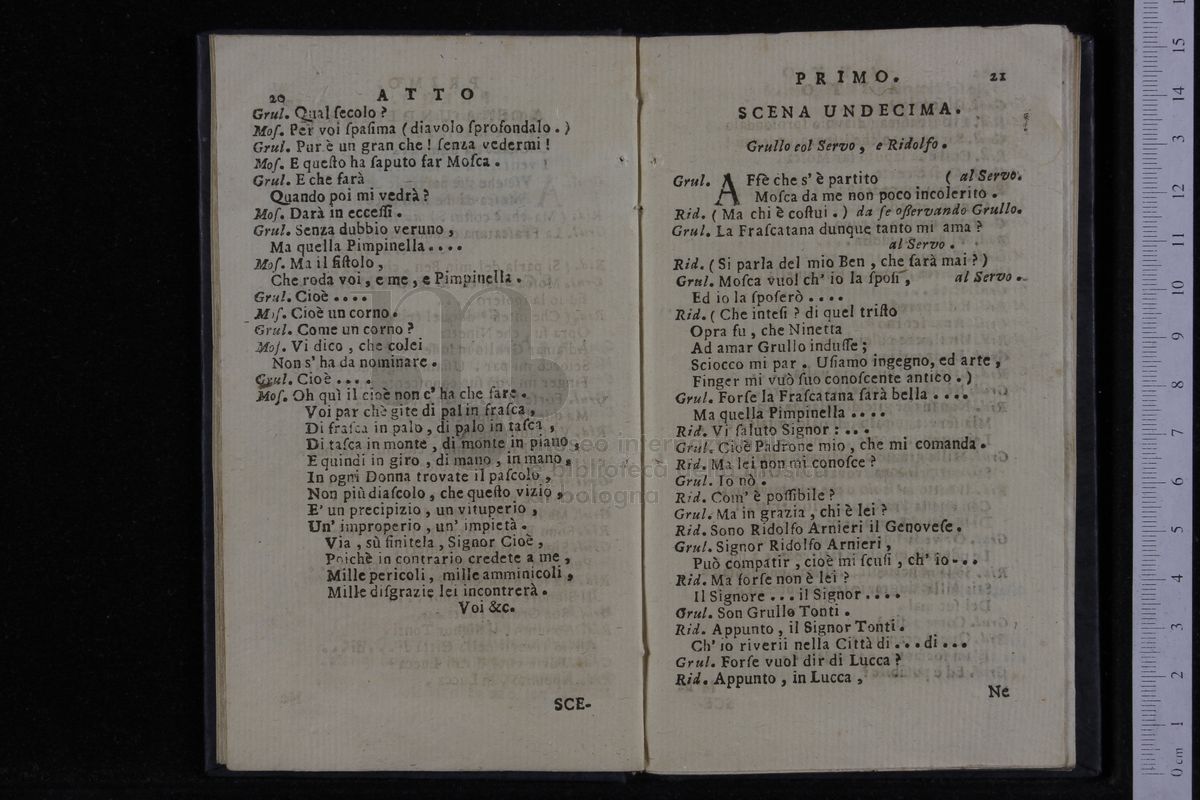 20 ATTO
Grul. Qual ſecolo ?
Moſ. Per voi ſpaſima ( diavolo ſprofondalo . )
Grul. Pur è un gran che ! ſenza vedermi !
Moſ. E queſto ha ſaputo far Moſca .
Grul. E che farà
Quando poi mi vedrà ?
Moſ. Darà in ecceſſi .
Grul. Senza dubbio veruno ,
Ma quella Pimpinella . . . .
Moſ. Ma il fiſtolo ,
Che roda voi , e me , e Pimpinella .
Grul. Cioè . . . .
Moſ. Cioè un corno .
Grul. Come un corno ?
Moſ. Vi dico , che colei
Non s' ha da nominare .
Grul. Cioè . . . .
Moſ. Oh quì il cioè non c' ha che fare .
Voi par chè gite di pal in fraſca ,
Di fraſca in palo , di palo in taſca ,
Di taſca in monte , di monte in piano ,
E quindi in giro , di mano , in mano ,
In ogni Donna trovate il paſcolo ,
Non più diaſcolo , che queſto vizio ,
E' un precipizio , un vituperio ,
Un' improperio , un' impietà .
Via , sù finitela , Signor Cioè ,
Poichè in contrario credete a me ,
Mille pericoli , mille amminicoli ,
Mille diſgrazie lei incontrerà .
Voi &c.
SCE-
PRIMO. 21
SCENA UNDECIMA.
Grullo col Servo , e Ridolfo .
Grul. AFfè che s' è partito ( al Servo.
Moſca da me non poco incolerito .
Rid. ( Ma chi è coſtui . ) da ſe oſservando Grullo.
Grul. La Fraſcatana dunque tanto mi ama ?
al Servo .
Rid. ( Si parla del mio Ben , che farà mai ? )
Grul. Moſca vuol ch' io la ſpoſi , al Servo .
Ed io la ſpoſerò . . . .
Rid. ( Che inteſi ? di quel triſto
Opra fu , che Ninetta
Ad amar Grullo induſſe ;
Sciocco mi par . Uſiamo ingegno, ed arte ,
Finger mi vuò ſuo conoſcente antico . )
Grul. Forſe la Fraſcatana ſarà bella . . . .
Ma quella Pimpinella . . . .
Rid. Vi ſaluto Signor : . . .
Grul. Cioè Padrone mio , che mi comanda .
Rid. Ma lei non mi conoſce ?
Grul. Io nò .
Rid. Com' è poſſibile ?
Grul. Ma in grazia , chi è lei ?
Rid. Sono Ridolfo Arnieri il Genoveſe .
Grul. Signor Ridolfo Arnieri ,
Può compatir , cioè mi ſcuſi , ch' io - . .
Rid. Ma forſe non è lei ?
Il Signore . . . il Signor . . . .
Grul. Son Grullo Tonti .
Rid. Appunto , il Signor Tonti .
Ch' io riverii nella Città di . . . di . . .
Grul. Forſe vuol dir di Lucca ?
Rid. Appunto , in Lucca ,
Ne